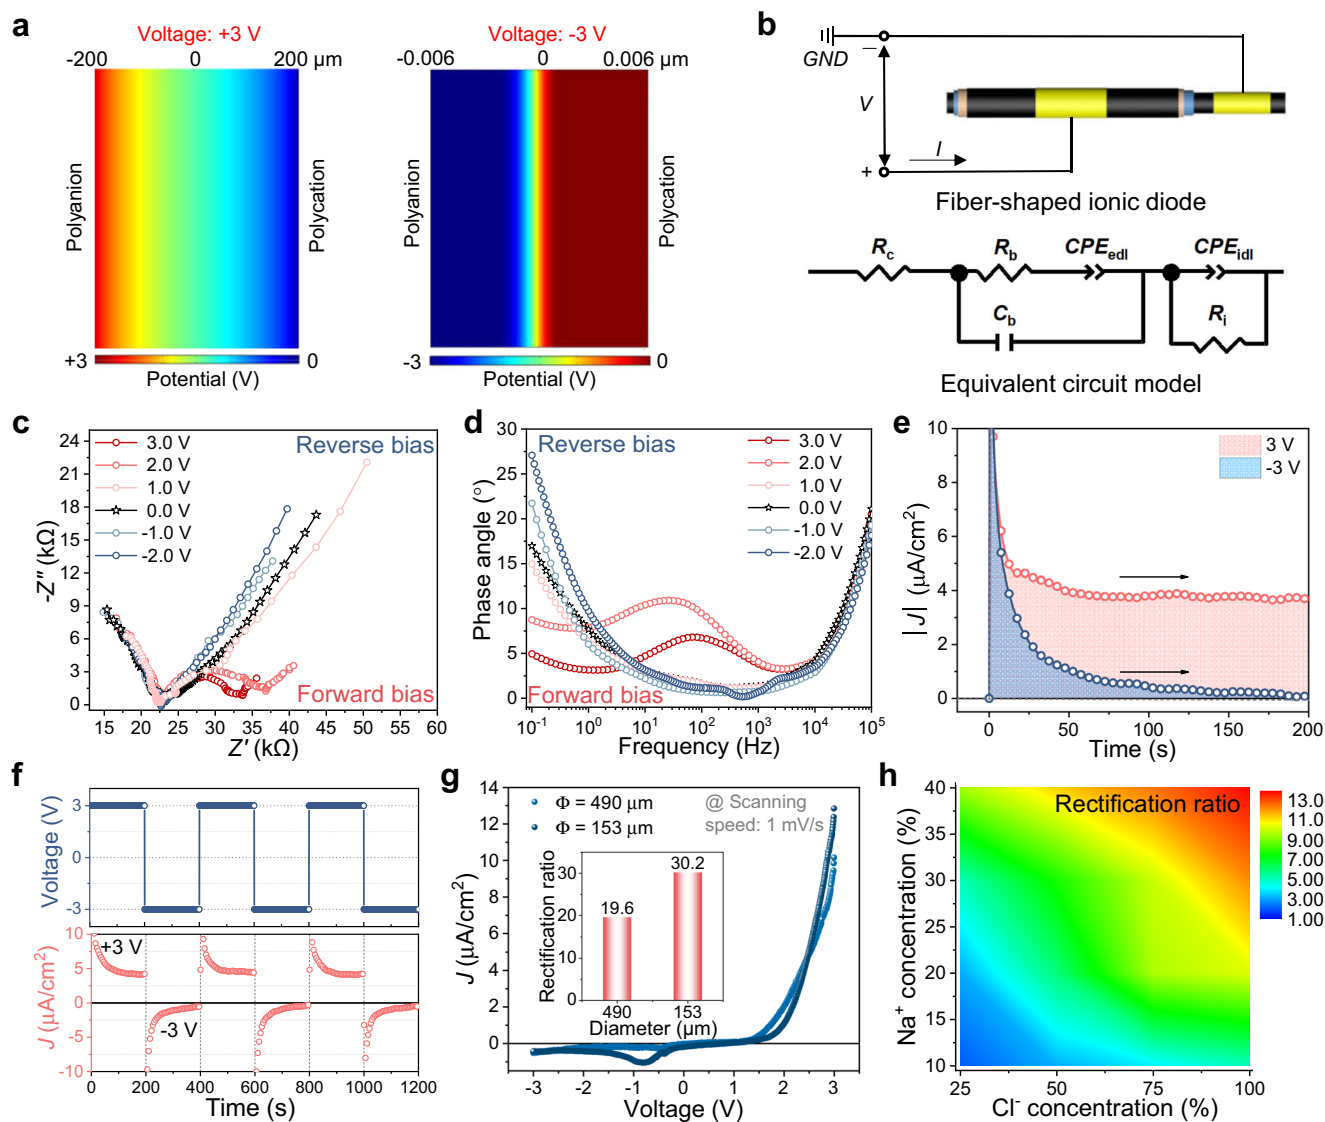 a
Voltage: +3 V
-200
0
200 μm
Polyanion
Polycation
+3
0
Potential (V)
Voltage: -3 V
-0.006
0
0.006 μm
Polyanion
Polycation
-3
0
Potential (V)
b
GND
−
V
I
+
Fiber-shaped ionic diode
Rc
Rb
CPEedl
CPEidl
Cb
Ri
Equivalent circuit model
c
24
21
18
15
12
9
6
3
0
-Z″ (kΩ)
3.0 V
2.0 V
1.0 V
0.0 V
-1.0 V
-2.0 V
Reverse bias
Forward bias
15 20 25 30 35 40 45 50 55 60
Z′ (kΩ)
d
30
25
20
15
10
5
0
Phase angle (°)
Reverse bias
3.0 V
2.0 V
1.0 V
0.0 V
-1.0 V
-2.0 V
Forward bias
10-1 100 101 102 103 104 105
Frequency (Hz)
e
10
8
6
4
2
0
|J| (μA/cm2)
3 V
-3 V
0 50 100 150 200
Time (s)
f
3
0
-3
Voltage (V)
10
5
0
-5
-10
J (μA/cm2)
+3 V
-3 V
0 200 400 600 800 1000 1200
Time (s)
g
14
12
10
8
6
4
2
0
J (μA/cm2)
Φ = 490 μm
Φ = 153 μm
@ Scanning
speed: 1 mV/s
Rectification ratio
30
20
10
0
19.6
30.2
490
153
Diameter (μm)
-3 -2 -1 0 1 2 3
Voltage (V)
h
40
30
20
10
Na+ concentration (%)
Rectification ratio
13.0
11.0
9.00
7.00
5.00
3.00
1.00
25 50 75 100
Cl- concentration (%)